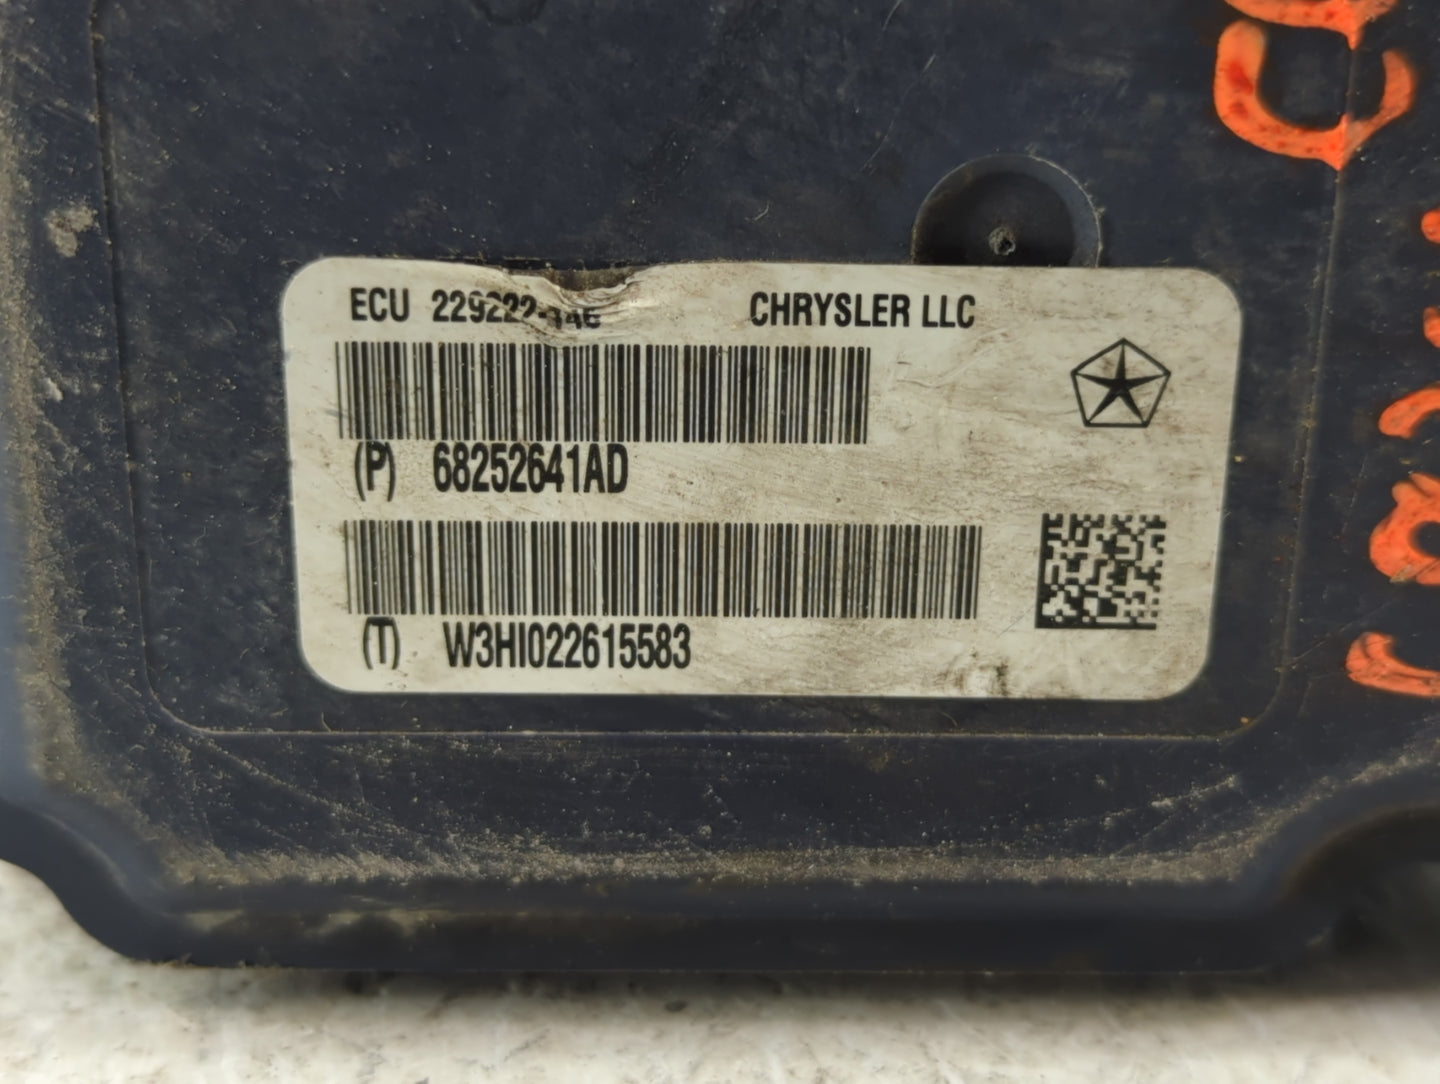 ECU CHRYSLER LLC
(P) 68252641AD
(T) W3HI022615583